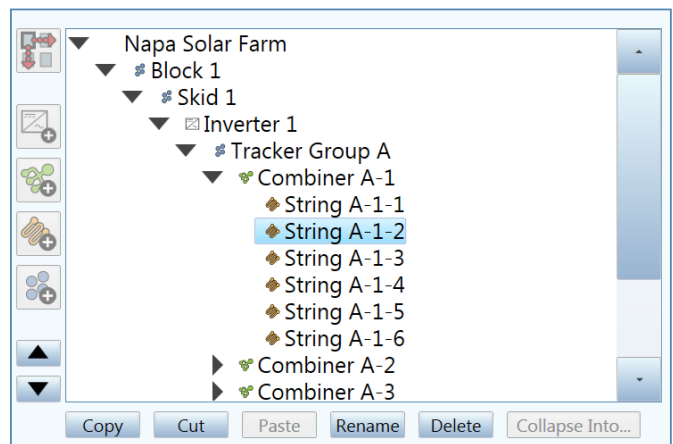 Napa Solar Farm
Block 1
Skid 1
Inverter 1
Tracker Group A
Combiner A-1
String A-1-1
String A-1-2
String A-1-3
String A-1-4
String A-1-5
String A-1-6
Combiner A-2
Combiner A-3
Copy Cut Paste Rename Delete Collapse Into...